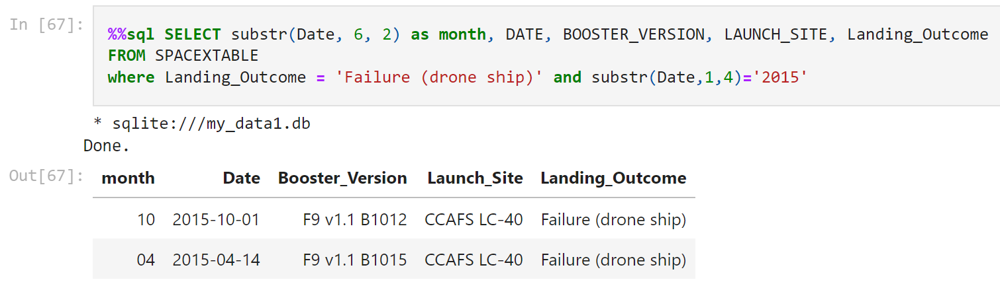 In [67]:
%%sql SELECT substr(Date, 6, 2) as month, DATE, BOOSTER_VERSION, LAUNCH_SITE, Landing_Outcome
FROM SPACEXTABLE
where Landing_Outcome = 'Failure (drone ship)' and substr(Date,1,4)='2015'
* sqlite:///my_data1.db
Done.
Out[67]:
month Date Booster_Version Launch_Site Landing_Outcome
10 2015-10-01 F9 v1.1 B1012 CCAFS LC-40 Failure (drone ship)
04 2015-04-14 F9 v1.1 B1015 CCAFS LC-40 Failure (drone ship)